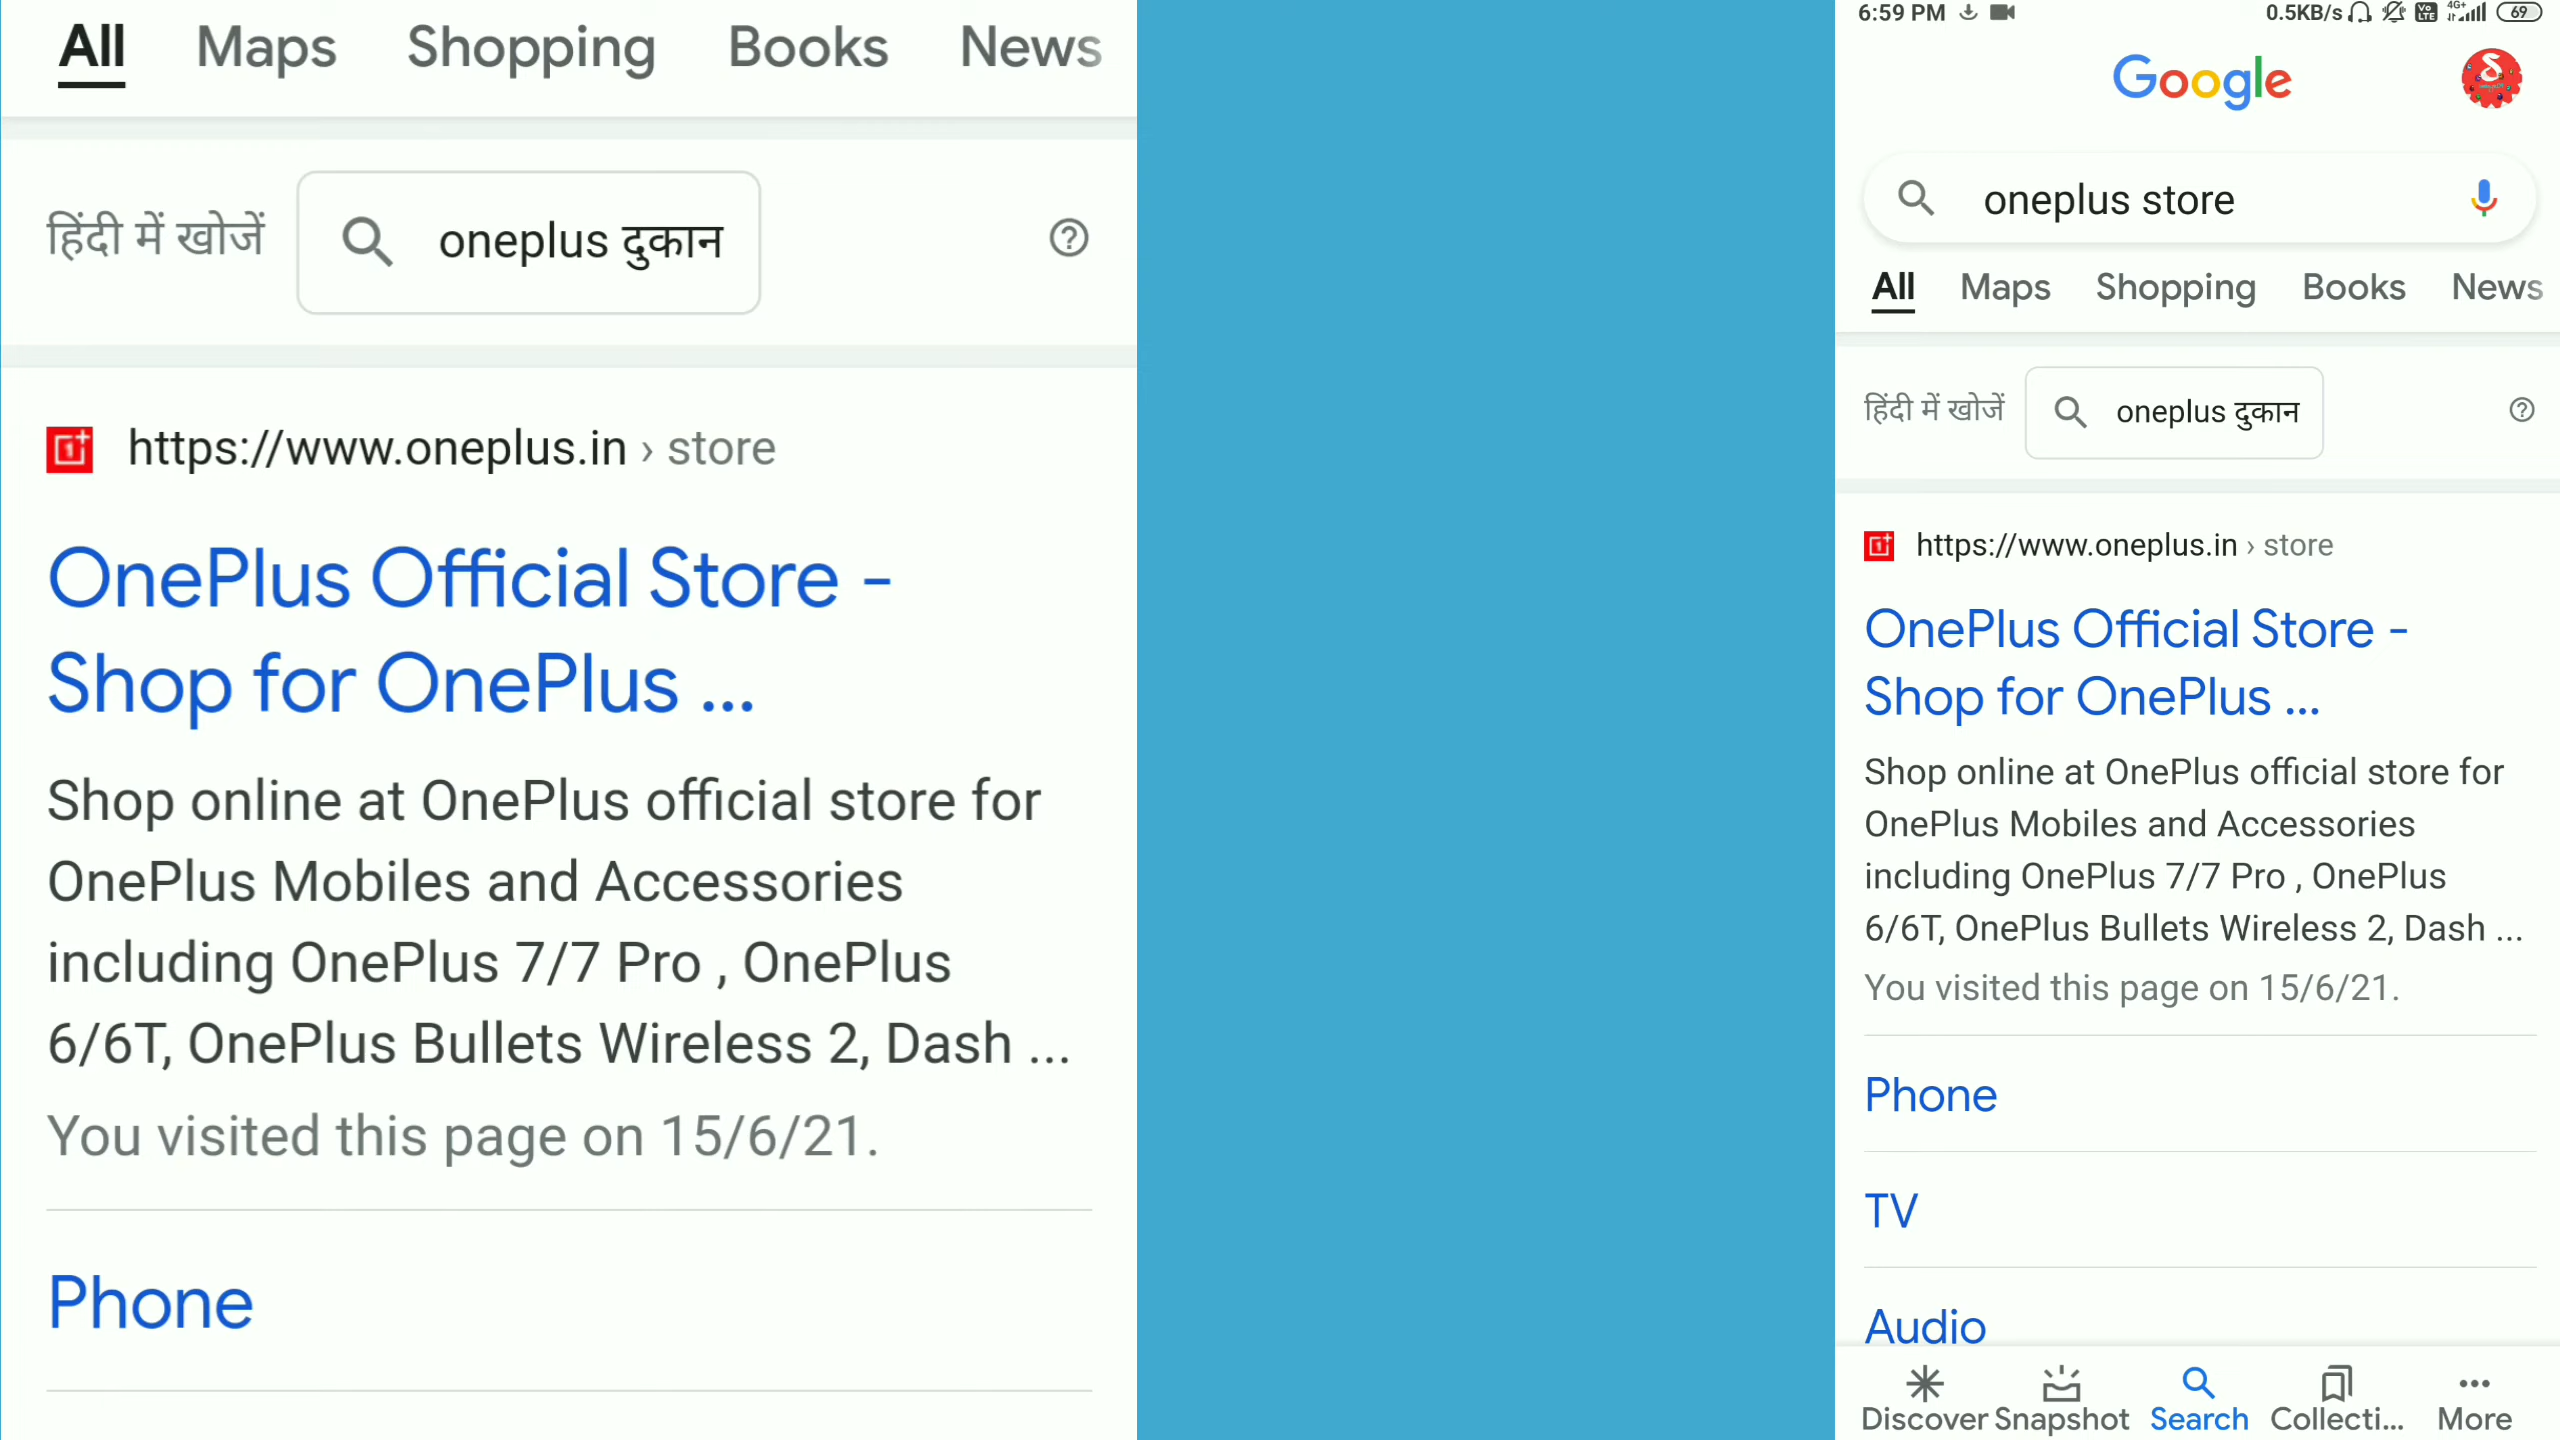 All Maps Shopping Books News
हिंदी में खोजें oneplus दुकान
https://www.oneplus.in › store
OnePlus Official Store -
Shop for OnePlus ...
Shop online at OnePlus official store for
OnePlus Mobiles and Accessories
including OnePlus 7/7 Pro , OnePlus
6/6T, OnePlus Bullets Wireless 2, Dash ...
You visited this page on 15/6/21.
Phone
6:59 PM 0.5KB/s Vo LTE 4G+ 69
Google
oneplus store
All Maps Shopping Books News
हिंदी में खोजें oneplus दुकान
https://www.oneplus.in › store
OnePlus Official Store -
Shop for OnePlus ...
Shop online at OnePlus official store for
OnePlus Mobiles and Accessories
including OnePlus 7/7 Pro , OnePlus
6/6T, OnePlus Bullets Wireless 2, Dash ...
You visited this page on 15/6/21.
Phone
TV
Audio
Discover Snapshot Search Collecti... More